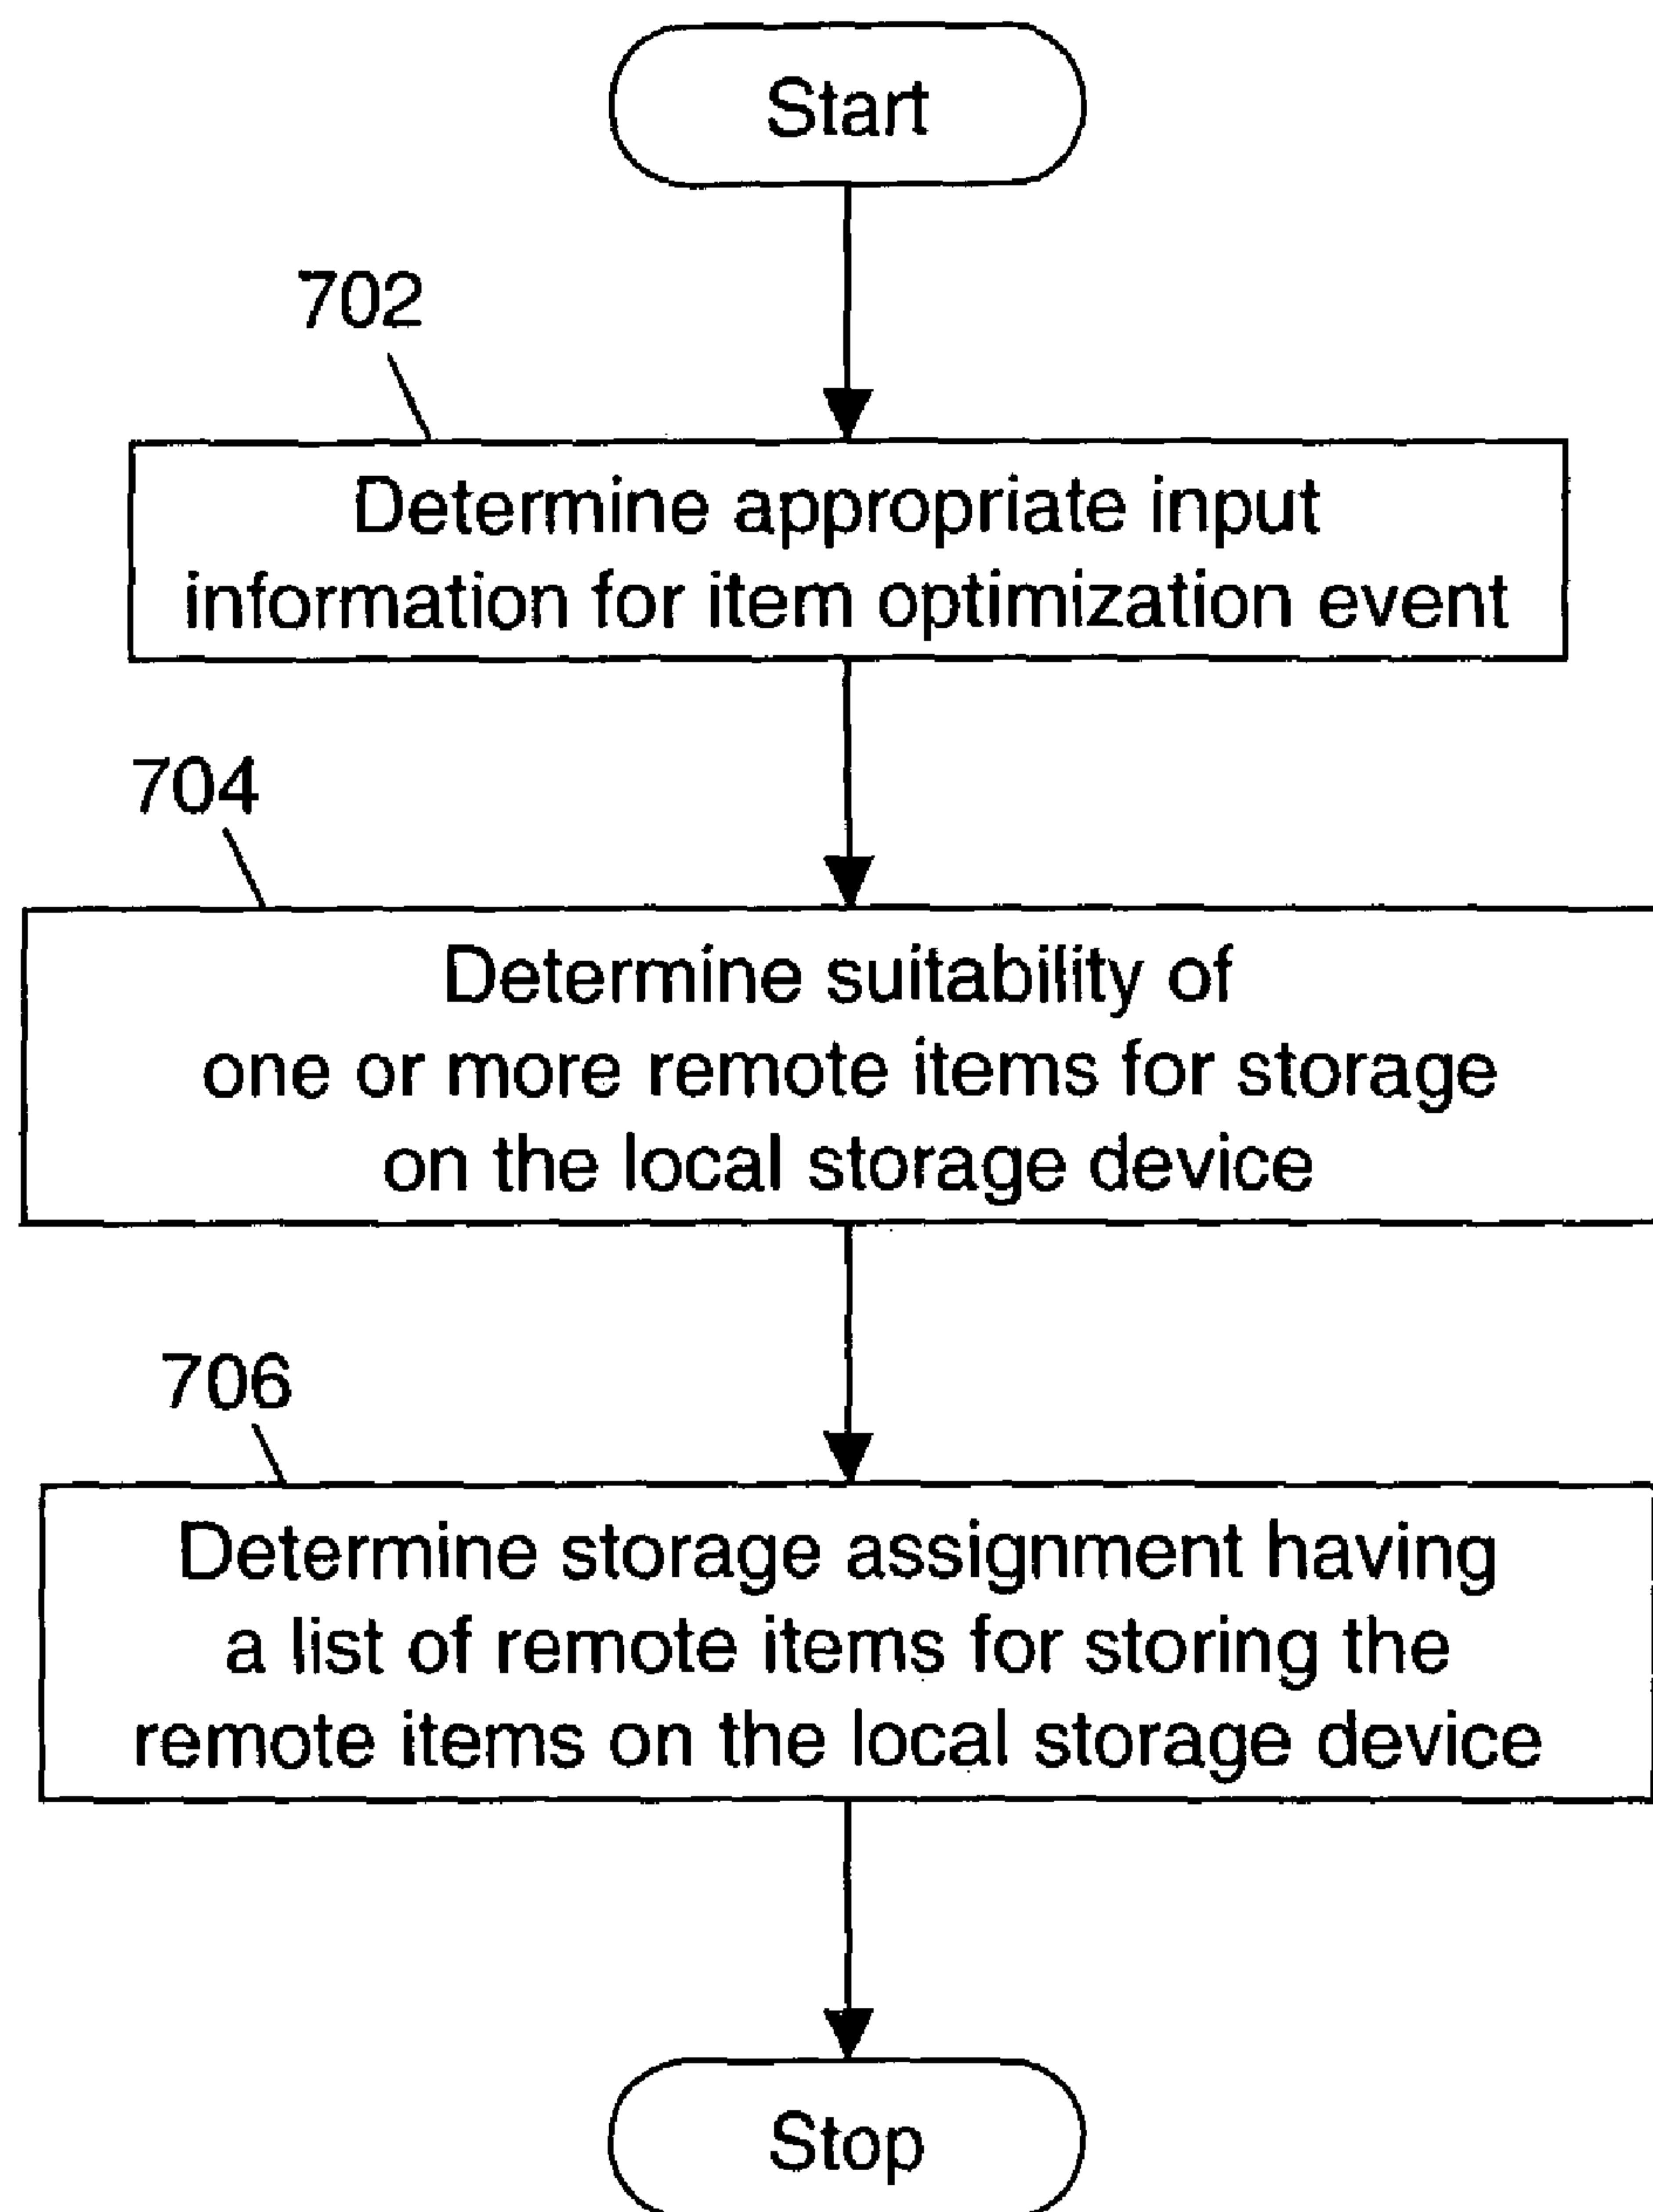 Start
702
Determine appropriate input
information for item optimization event
704
Determine suitability of
one or more remote items for storage
on the local storage device
706
Determine storage assignment having
a list of remote items for storing the
remote items on the local storage device
Stop